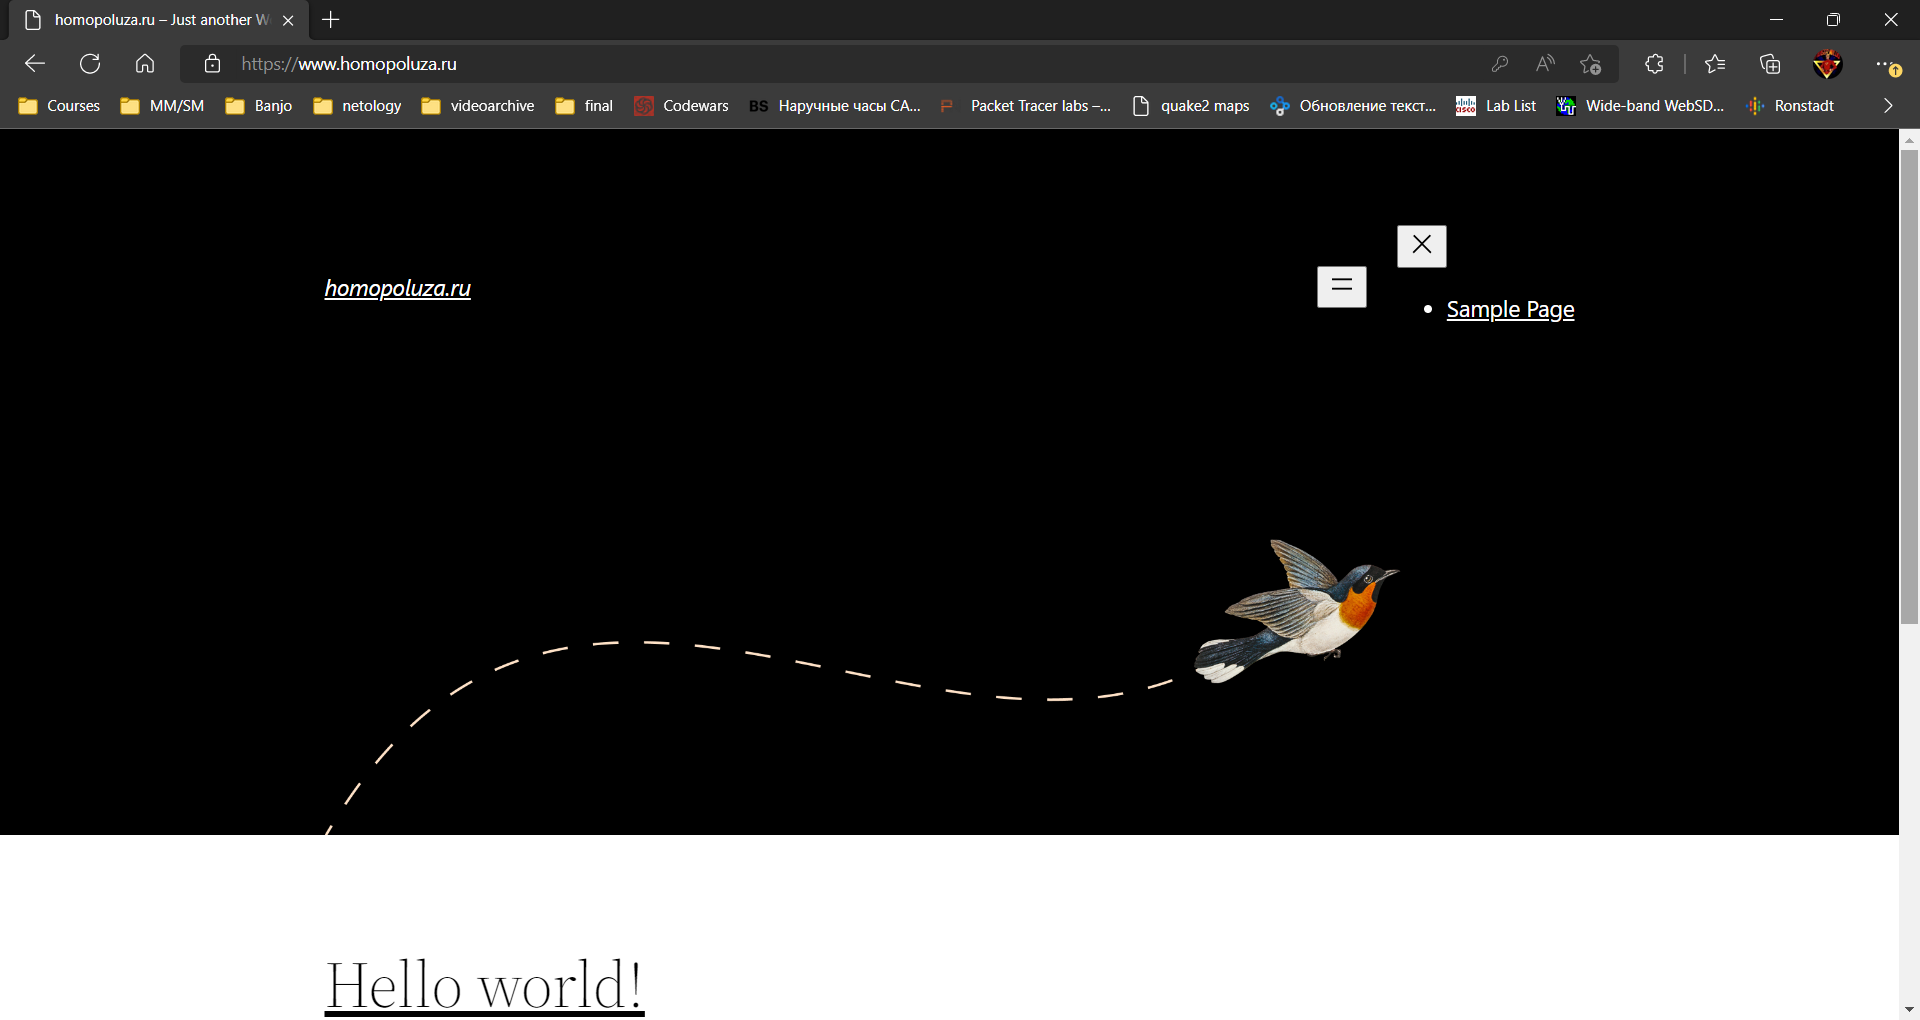 homopoluza.ru – Just another W
https://www.homopoluza.ru
Courses MM/SM Banjo netology videoarchive final Codewars BS Наручные часы CA... Packet Tracer labs –... quake2 maps Обновление текст... Lab List Wide-band WebSD... Ronstadt
homopoluza.ru
Sample Page
Hello world!